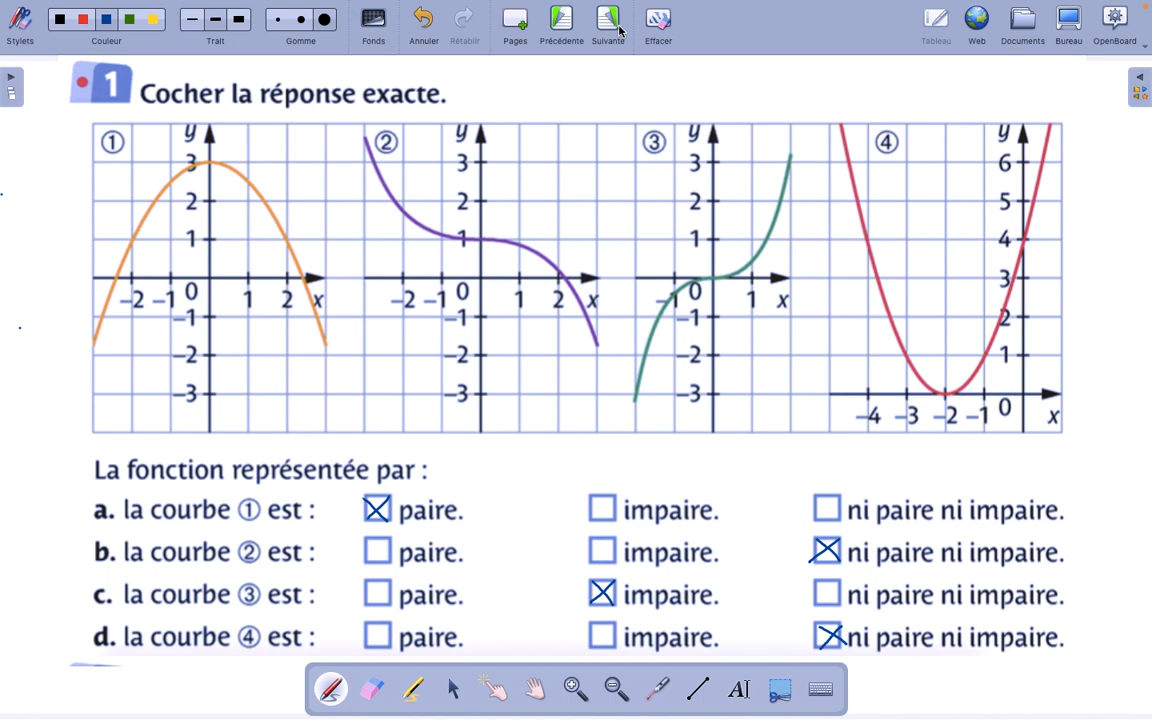 Stylets Couleur Trait Gomme Fonds Annuler Rétablir Pages Précédente Suivante Effacer Tableau Web Documents Bureau OpenBoard
1 Cocher la réponse exacte.
① y ② y ③ y ④ y
3 3 3 6
2 2 2 5
1 1 1 4
-2 -1 0 1 2 x -2 -1 0 1 2 x -1 0 1 x 3
-1 -1 -1 2
-2 -2 -2 1
-3 -3 -3 -4 -3 -2 -1 0 x
La fonction représentée par :
a. la courbe ① est : paire. impaire. ni paire ni impaire.
b. la courbe ② est : paire. impaire. ni paire ni impaire.
c. la courbe ③ est : paire. impaire. ni paire ni impaire.
d. la courbe ④ est : paire. impaire. ni paire ni impaire.